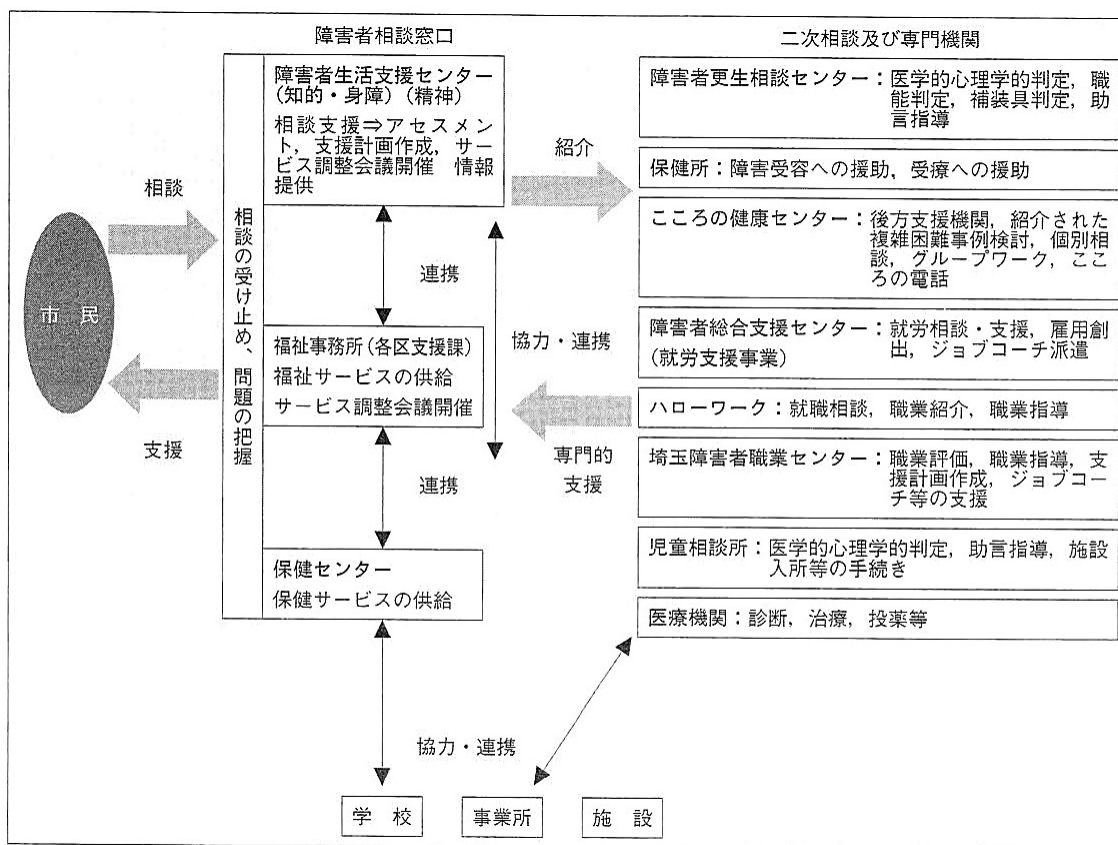 障害者相談窓口
二次相談及び専門機関
市　民
相談
支援
相談の受け止め、問題の把握
障害者生活支援センター
(知的・身障)(精神)
相談支援⇒アセスメン
ト，支援計画作成，サー
ビス調整会議開催　情報
提供
連携
福祉事務所(各区支援課)
福祉サービスの供給
サービス調整会議開催
連携
保健センター
保健サービスの供給
紹介
協力・連携
専門的
支援
障害者更生相談センター：医学的心理学的判定，職
能判定，補装具判定，助
言指導
保健所：障害受容への援助，受療への援助
こころの健康センター：後方支援機関，紹介された
複雑困難事例検討，個別相
談，グループワーク，ここ
ろの電話
障害者総合支援センター：就労相談・支援，雇用創
(就労支援事業)　出，ジョブコーチ派遣
ハローワーク：就職相談，職業紹介，職業指導
埼玉障害者職業センター：職業評価，職業指導，支
援計画作成，ジョブコー
チ等の支援
児童相談所：医学的心理学的判定，助言指導，施設
入所等の手続き
医療機関：診断，治療，投薬等
協力・連携
学　校
事業所
施　設